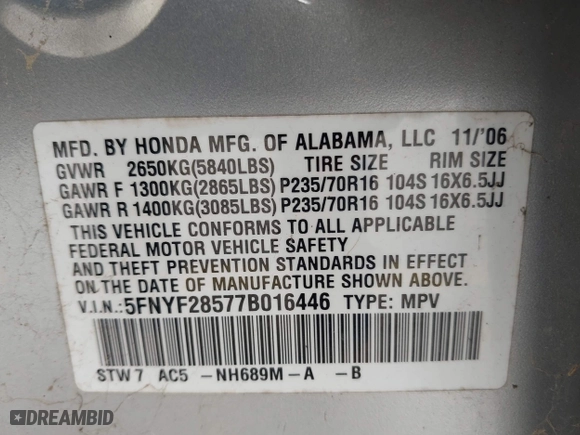 MFD. BY HONDA MFG. OF ALABAMA, LLC 11/'06
GVWR 2650KG(5840LBS) TIRE SIZE RIM SIZE
GAWR F 1300KG(2865LBS) P235/70R16 104S 16X6.5JJ
GAWR R 1400KG(3085LBS) P235/70R16 104S 16X6.5JJ
THIS VEHICLE CONFORMS TO ALL APPLICABLE
FEDERAL MOTOR VEHICLE SAFETY
AND THEFT PREVENTION STANDARDS IN EFFECT
ON THE DATE OF MANUFACTURE SHOWN ABOVE.
V.I.N.: 5FNYF28577B016446 TYPE: MPV
STW7 AC5 -NH689M-A -B
DREAMBID